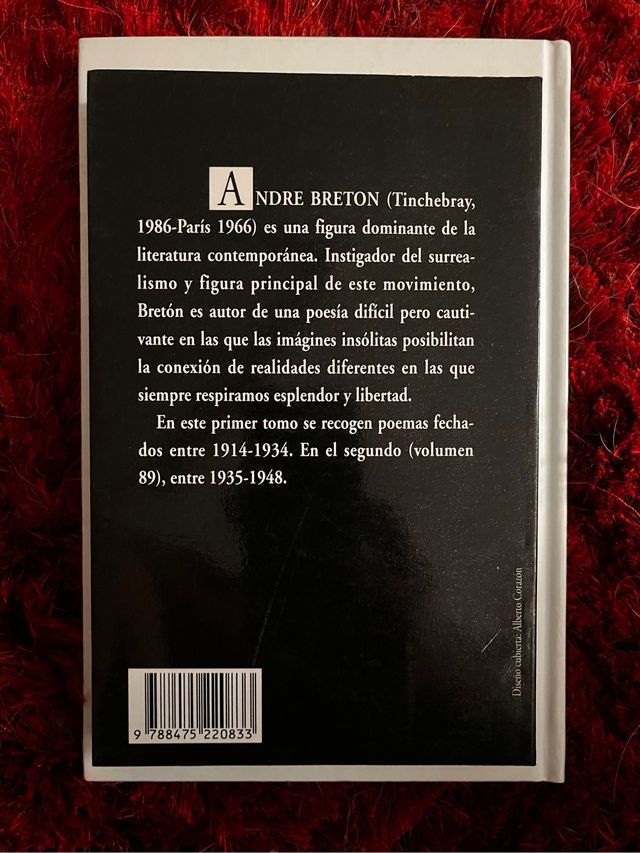 ANDRE BRETON (Tinchebray,
1986-París 1966) es una figura dominante de la
literatura contemporánea. Instigador del surrea-
lismo y figura principal de este movimiento,
Bretón es autor de una poesía difícil pero cauti-
vante en las que las imágines insólitas posibilitan
la conexión de realidades diferentes en las que
siempre respiramos esplendor y libertad.
En este primer tomo se recogen poemas fecha-
dos entre 1914-1934. En el segundo (volumen
89), entre 1935-1948.
Diseño cubierta: Alberto Corazón
9 788475 220833